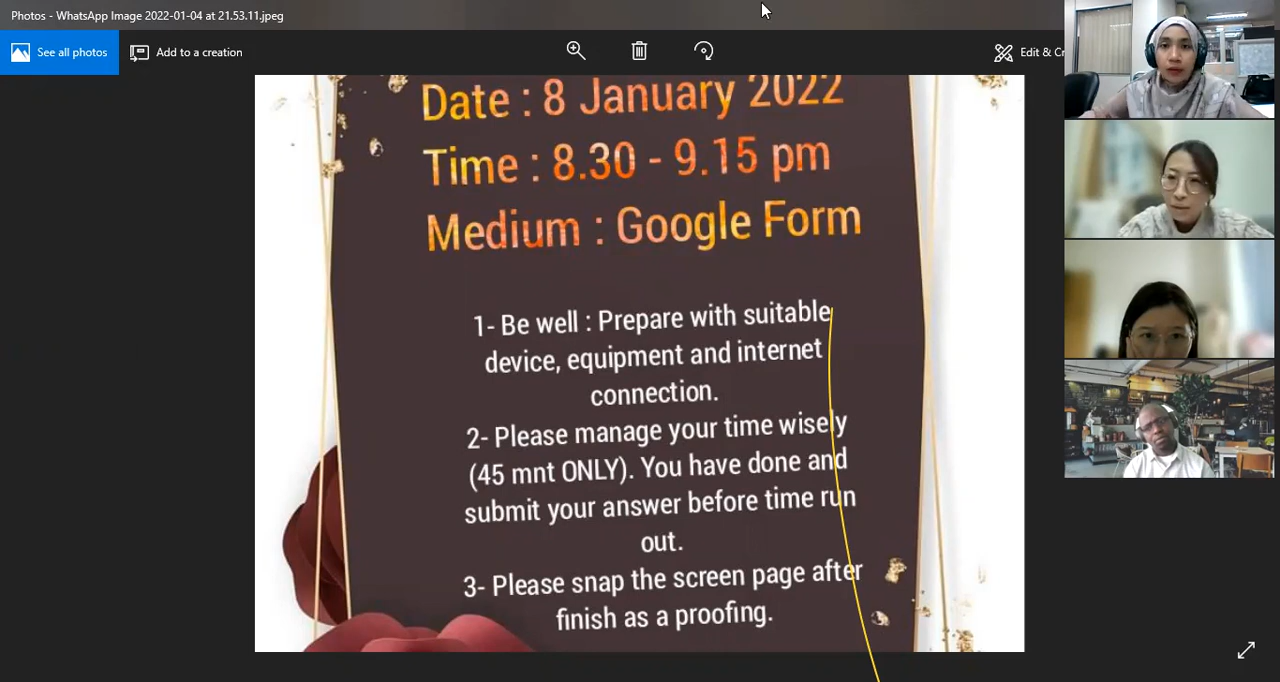 Photos - WhatsApp Image 2022-01-04 at 21.53.11.jpeg
See all photos
Add to a creation
Edit & Cr
Date : 8 January 2022
Time : 8.30 - 9.15 pm
Medium : Google Form
1- Be well : Prepare with suitable
device, equipment and internet
connection.
2- Please manage your time wisely
(45 mnt ONLY). You have done and
submit your answer before time run
out.
3- Please snap the screen page after
finish as a proofing.